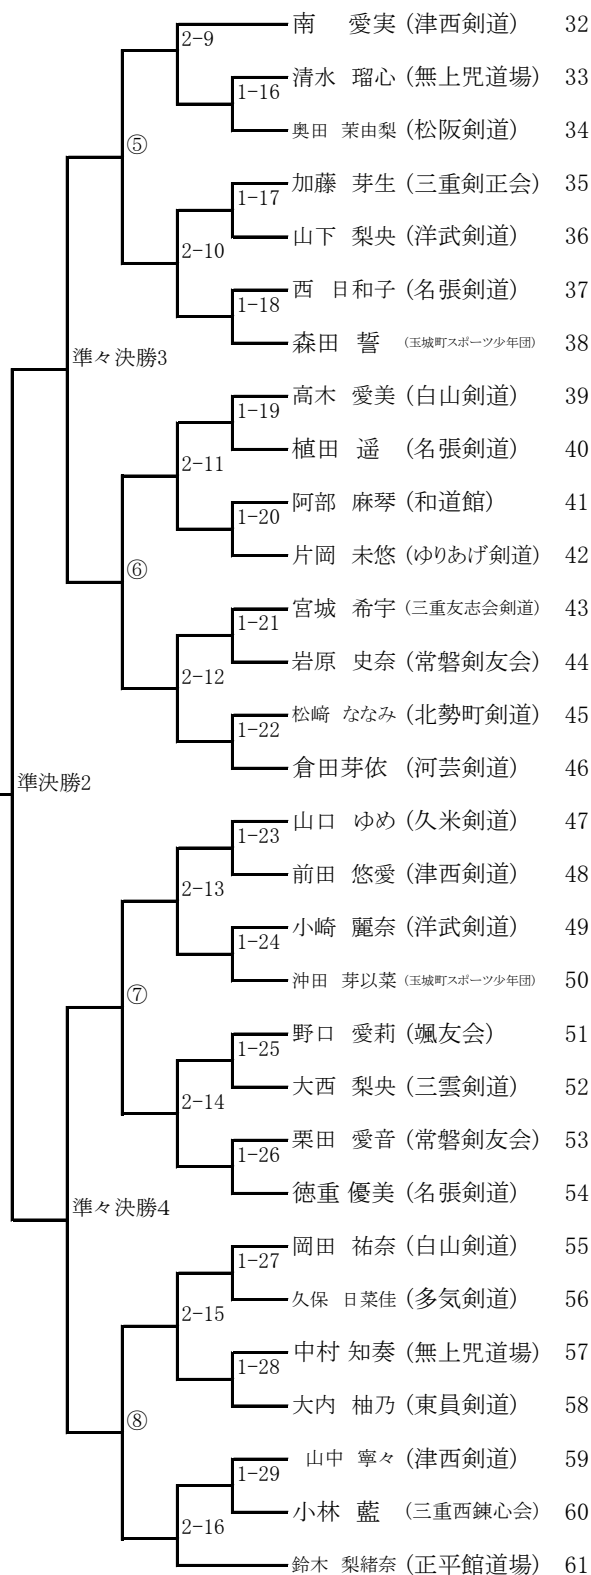 南 愛実 (津西剣道) 32
2-9
清水 瑠心 (無上咒道場) 33
1-16
奥田 茉由梨 (松阪剣道) 34
⑤
加藤 芽生 (三重剣正会) 35
1-17
山下 梨央 (洋武剣道) 36
2-10
西 日和子 (名張剣道) 37
1-18
森田 誓 (玉城町スポーツ少年団) 38
準々決勝3
高木 愛美 (白山剣道) 39
1-19
植田 遥 (名張剣道) 40
2-11
阿部 麻琴 (和道館) 41
1-20
片岡 未悠 (ゆりあげ剣道) 42
⑥
宮城 希宇 (三重友志会剣道) 43
1-21
岩原 史奈 (常磐剣友会) 44
2-12
松﨑 ななみ (北勢町剣道) 45
1-22
倉田芽依 (河芸剣道) 46
準決勝2
山口 ゆめ (久米剣道) 47
1-23
前田 悠愛 (津西剣道) 48
2-13
小崎 麗奈 (洋武剣道) 49
1-24
沖田 芽以菜 (玉城町スポーツ少年団) 50
⑦
野口 愛莉 (颯友会) 51
1-25
大西 梨央 (三雲剣道) 52
2-14
栗田 愛音 (常磐剣友会) 53
1-26
徳重 優美 (名張剣道) 54
準々決勝4
岡田 祐奈 (白山剣道) 55
1-27
久保 日菜佳 (多気剣道) 56
2-15
中村 知奏 (無上咒道場) 57
1-28
大内 柚乃 (東員剣道) 58
⑧
山中 寧々 (津西剣道) 59
1-29
小林 藍 (三重西錬心会) 60
2-16
鈴木 梨緒奈 (正平館道場) 61